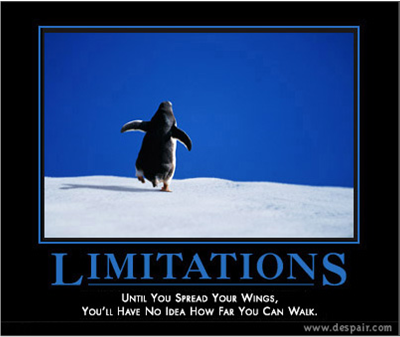 LIMITATIONS
UNTIL YOU SPREAD YOUR WINGS,
YOU'LL HAVE NO IDEA HOW FAR YOU CAN WALK.
www.despair.com